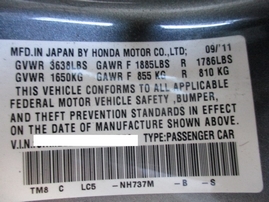 MFD.IN JAPAN BY HONDA MOTOR CO.,LTD; 09/'11
GVWR 3638LBS GAWR F 1885LBS R 1786LBS
GVWR 1650KG GAWR F 855 KG R 810 KG
THIS VEHICLE CONFORMS TO ALL APPLICABLE
FEDERAL MOTOR VEHICLE SAFETY ,BUMPER,
AND THEFT PREVENTION STANDARDS IN EFFECT
ON THE DATE OF MANUFACTURE SHOWN ABOVE.
V.I.N.: TYPE:PASSENGER CAR
TM8 C LC5 -NH737M -B -S